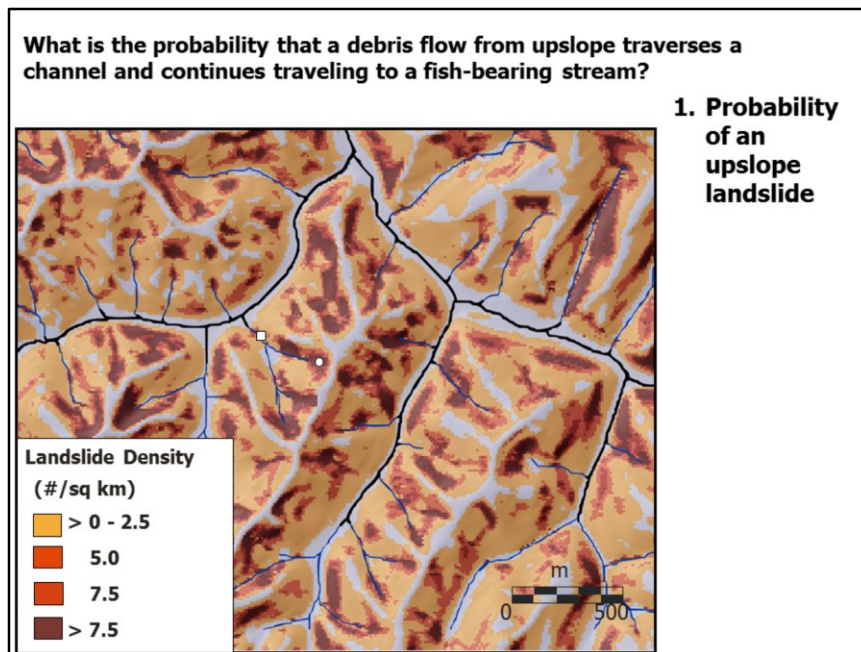 What is the probability that a debris flow from upslope traverses a
channel and continues traveling to a fish-bearing stream?
1. Probability
of an
upslope
landslide
Landslide Density
(#/sq km)
> 0 - 2.5
5.0
7.5
> 7.5
m
0 500